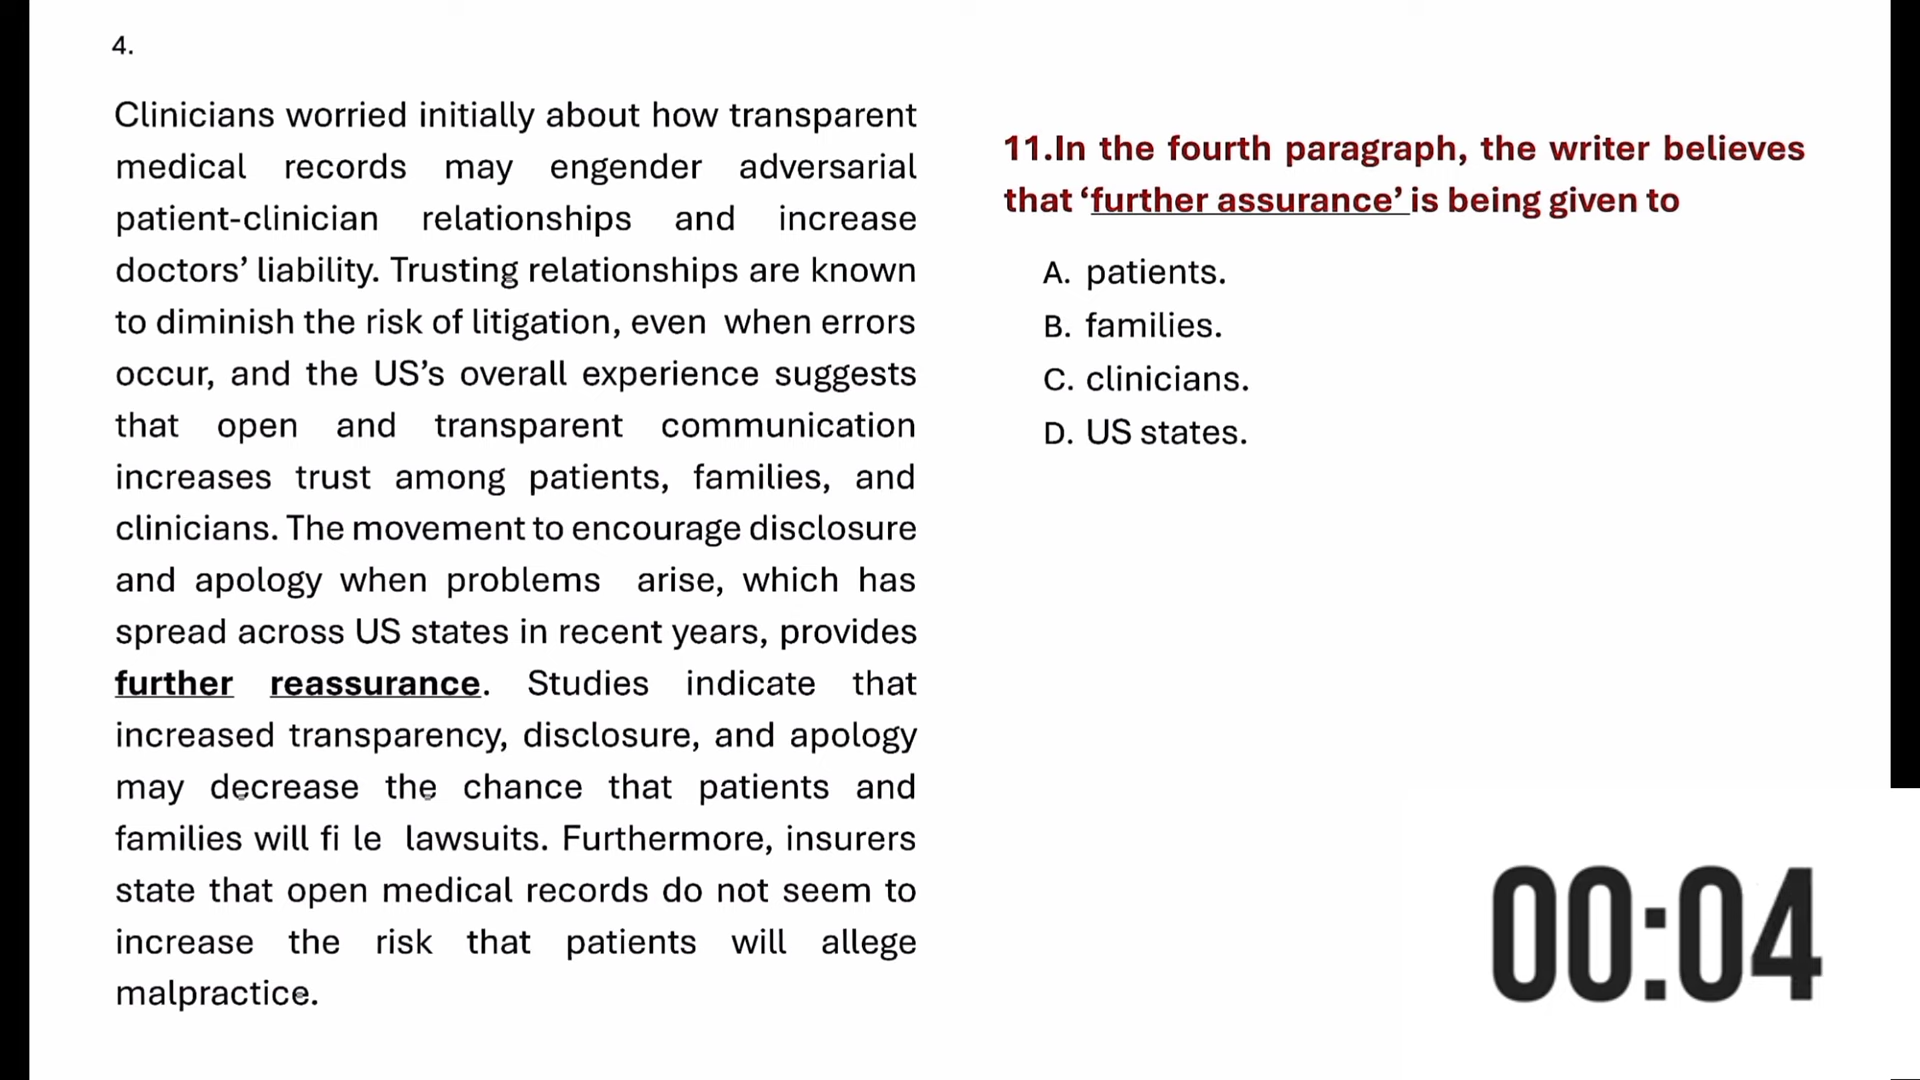 4.
Clinicians worried initially about how transparent
medical records may engender adversarial
patient-clinician relationships and increase
doctors’ liability. Trusting relationships are known
to diminish the risk of litigation, even when errors
occur, and the US’s overall experience suggests
that open and transparent communication
increases trust among patients, families, and
clinicians. The movement to encourage disclosure
and apology when problems arise, which has
spread across US states in recent years, provides
further reassurance. Studies indicate that
increased transparency, disclosure, and apology
may decrease the chance that patients and
families will fi le lawsuits. Furthermore, insurers
state that open medical records do not seem to
increase the risk that patients will allege
malpractice.
11.In the fourth paragraph, the writer believes
that ‘further assurance’ is being given to
A. patients.
B. families.
C. clinicians.
D. US states.
00:04